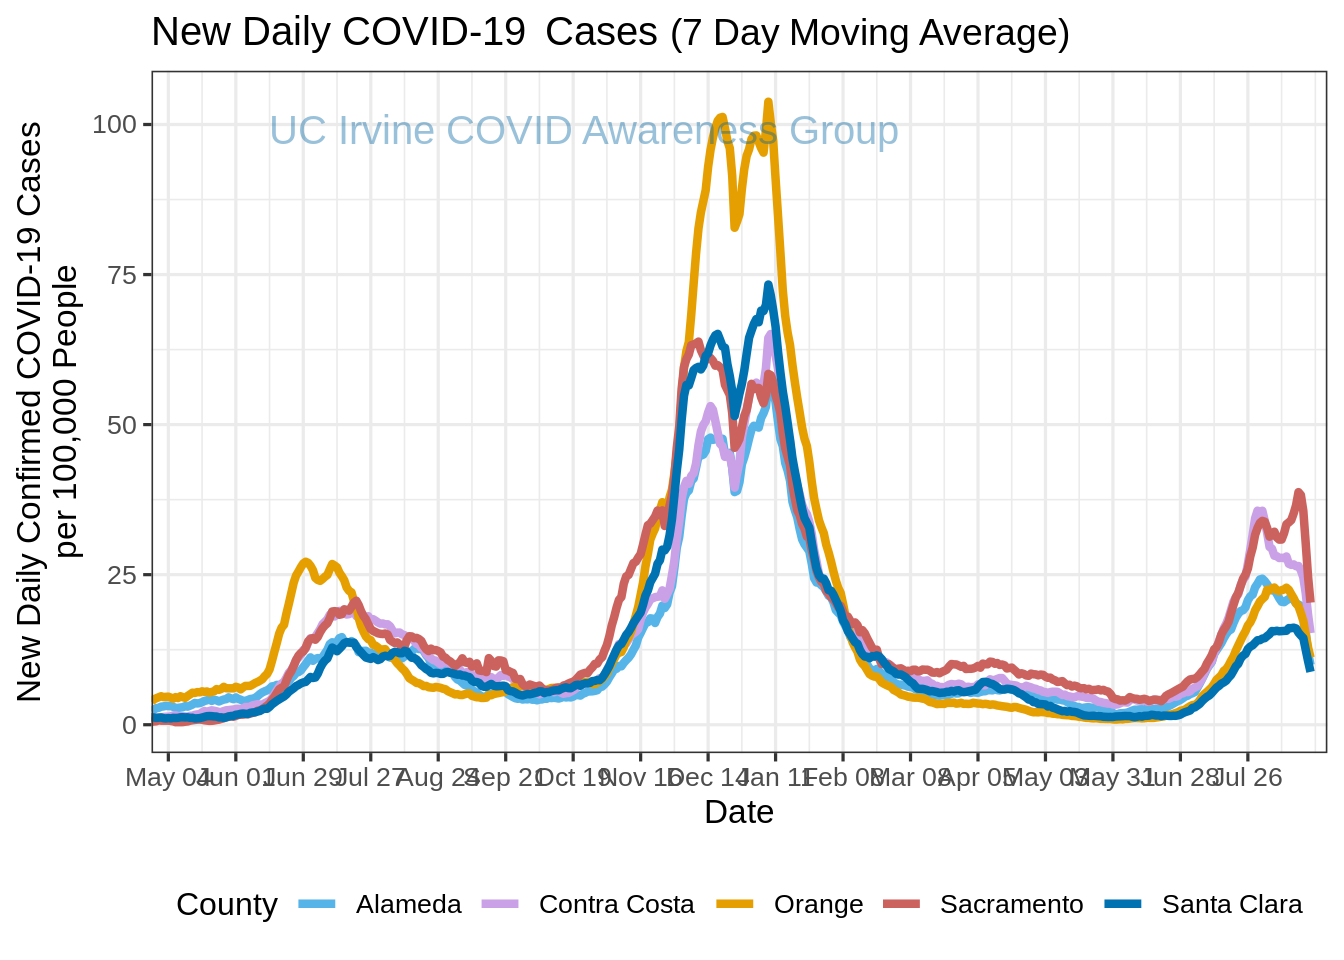 New Daily COVID-19 Cases (7 Day Moving Average)
UC Irvine COVID Awareness Group
New Daily Confirmed COVID-19 Cases
per 100,000 People
100
75
50
25
0
May 04 Jun 01 Jun 29 Jul 27 Aug 24 Sep 21 Oct 19 Nov 16 Dec 14 Jan 11 Feb 08 Mar 08 Apr 05 May 03 May 31 Jun 28 Jul 26
Date
County Alameda Contra Costa Orange Sacramento Santa Clara